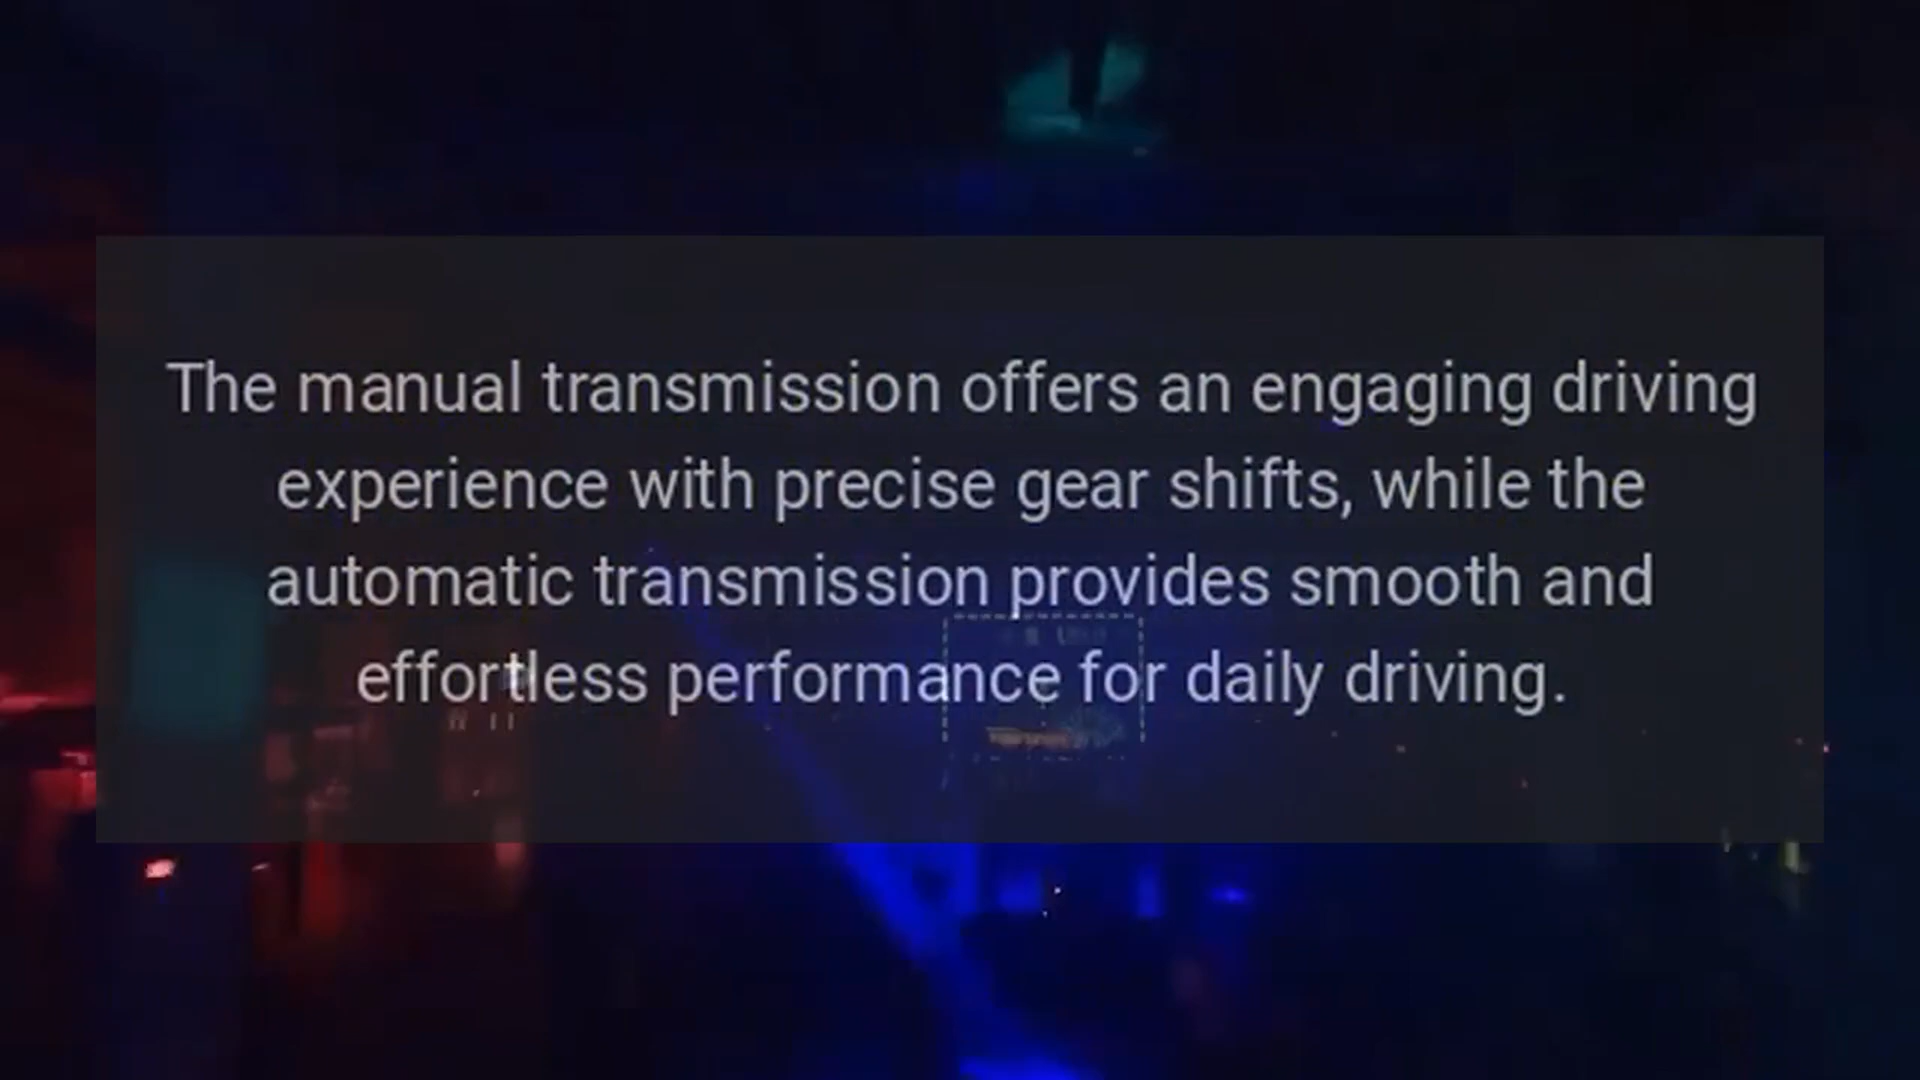 The manual transmission offers an engaging driving
experience with precise gear shifts, while the
automatic transmission provides smooth and
effortless performance for daily driving.